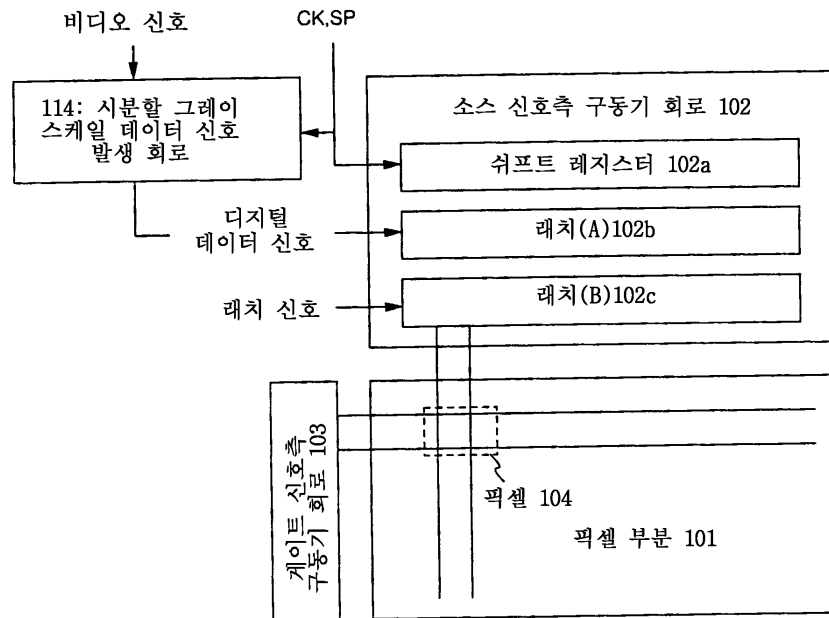 비디오 신호
CK,SP
114: 시분할 그레이
스케일 데이터 신호
발생 회로
소스 신호측 구동기 회로 102
쉬프트 레지스터 102a
디지털
데이터 신호
래치(A)102b
래치 신호
래치(B)102c
게이트 신호측
구동기 회로 103
픽셀 104
픽셀 부분 101